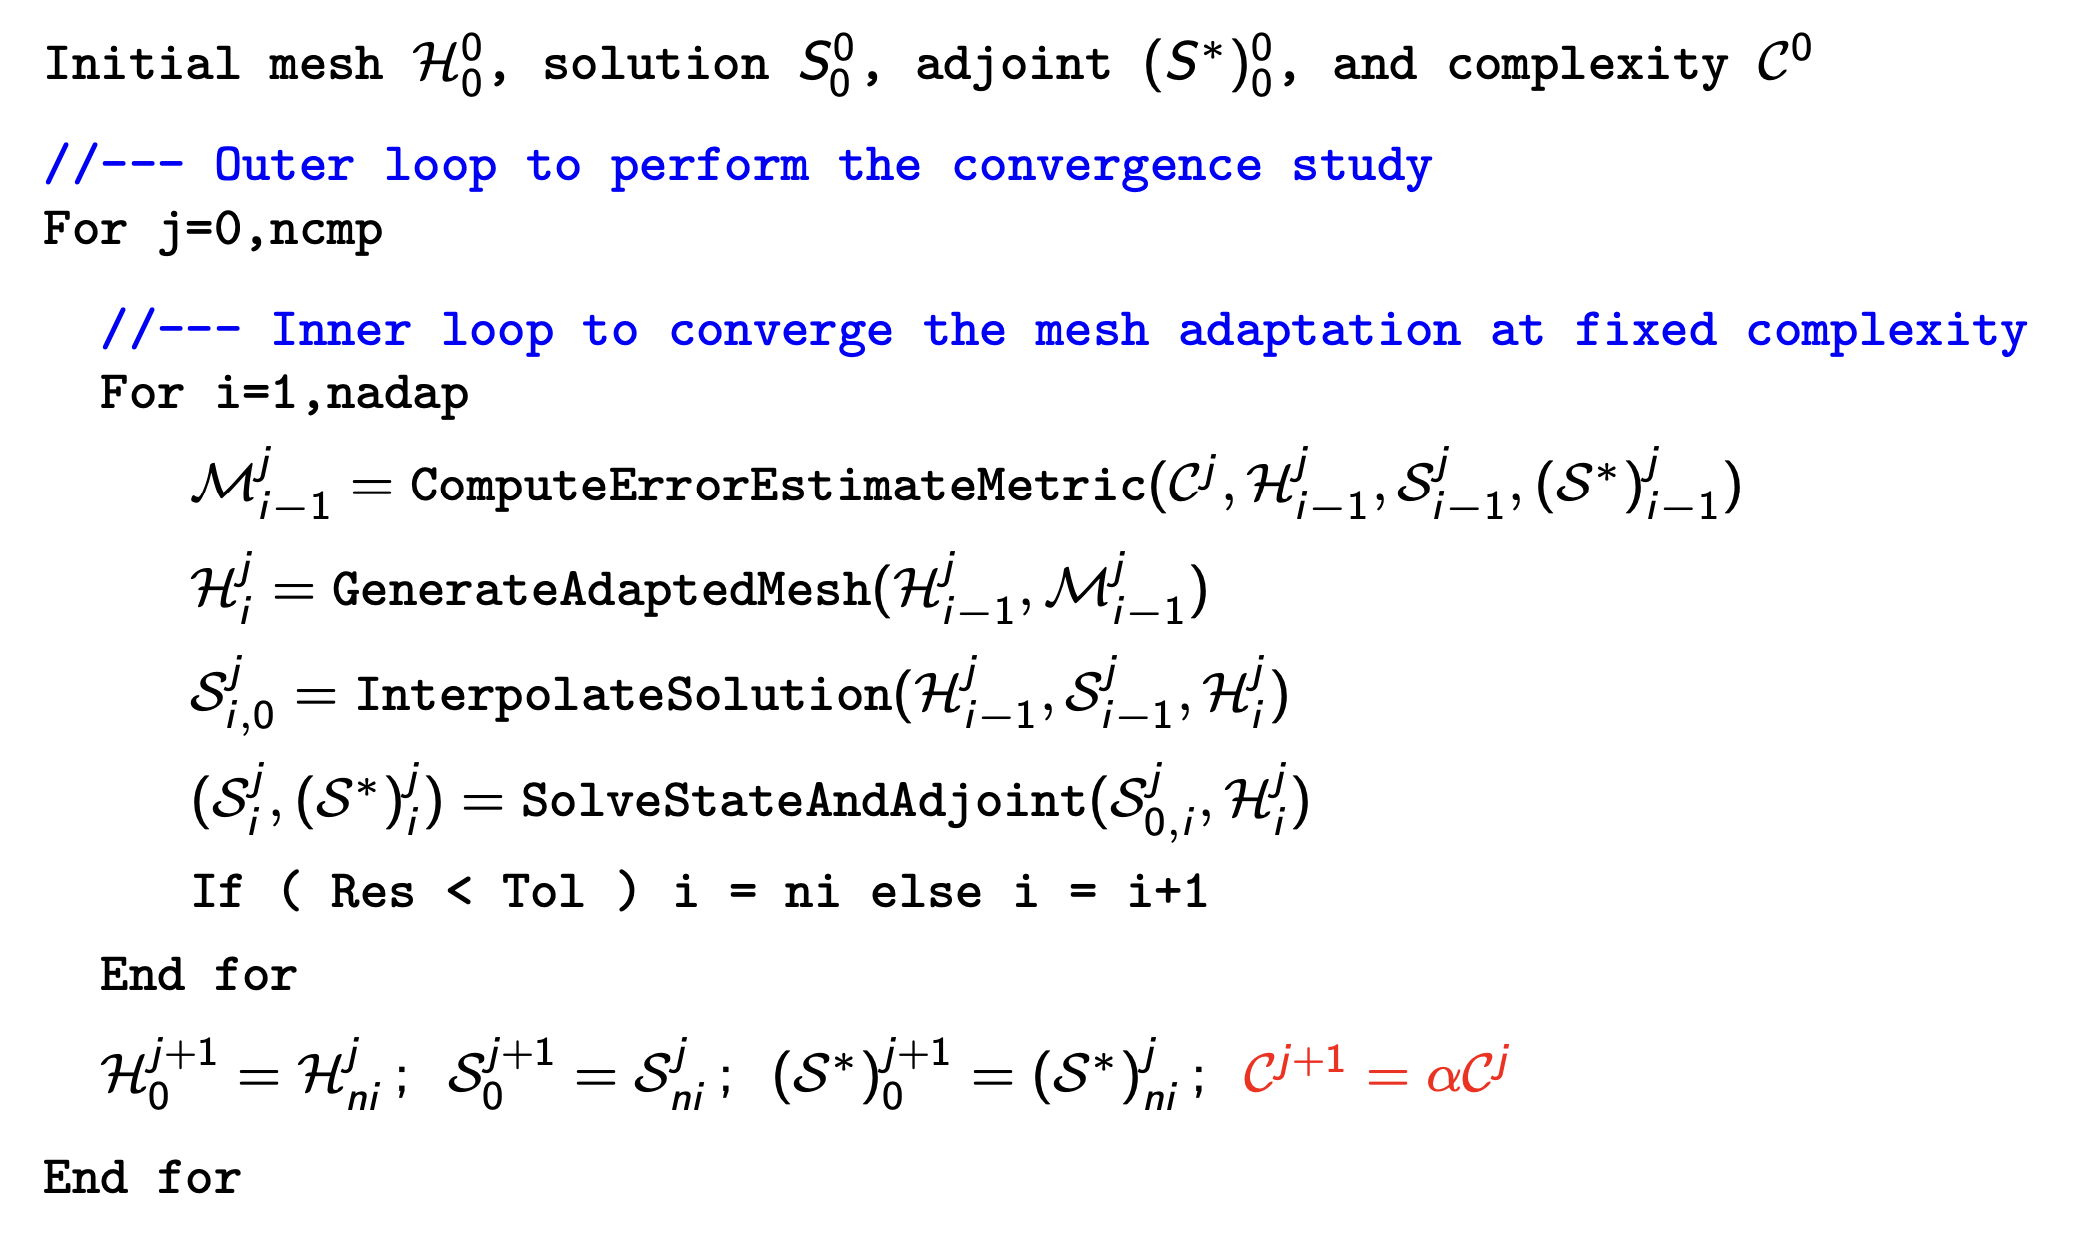 Initial mesh $\mathcal{H}_0^0$, solution $S_0^0$, adjoint $(S^*)_0^0$, and complexity $\mathcal{C}^0$
//--- Outer loop to perform the convergence study
For j=0,ncmp
//--- Inner loop to converge the mesh adaptation at fixed complexity
For i=1,nadap
$\mathcal{M}_{i-1}^j = \texttt{ComputeErrorEstimateMetric}(\mathcal{C}^j, \mathcal{H}_{i-1}^j, \mathcal{S}_{i-1}^j, (\mathcal{S}^*)_{i-1}^j)$
$\mathcal{H}_i^j = \texttt{GenerateAdaptedMesh}(\mathcal{H}_{i-1}^j, \mathcal{M}_{i-1}^j)$
$\mathcal{S}_{i,0}^j = \texttt{InterpolateSolution}(\mathcal{H}_{i-1}^j, \mathcal{S}_{i-1}^j, \mathcal{H}_i^j)$
$(\mathcal{S}_i^j, (\mathcal{S}^*)_i^j) = \texttt{SolveStateAndAdjoint}(\mathcal{S}_{0,i}^j, \mathcal{H}_i^j)$
If ( Res < Tol ) i = ni else i = i+1
End for
$\mathcal{H}_0^{j+1} = \mathcal{H}_{ni}^j$; $\mathcal{S}_0^{j+1} = \mathcal{S}_{ni}^j$; $(\mathcal{S}^*)_0^{j+1} = (\mathcal{S}^*)_{ni}^j$; $\mathcal{C}^{j+1} = \alpha\mathcal{C}^j$
End for